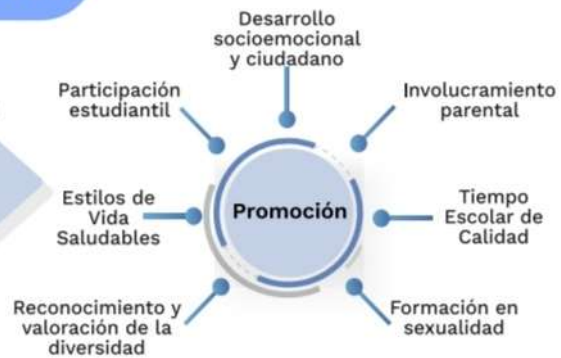 Desarrollo
socioemocional
y ciudadano
Participación
estudiantil
Involucramiento
parental
Estilos de
Vida
Saludables
Promoción
Tiempo
Escolar de
Calidad
Reconocimiento y
valoración de la
diversidad
Formación en
sexualidad